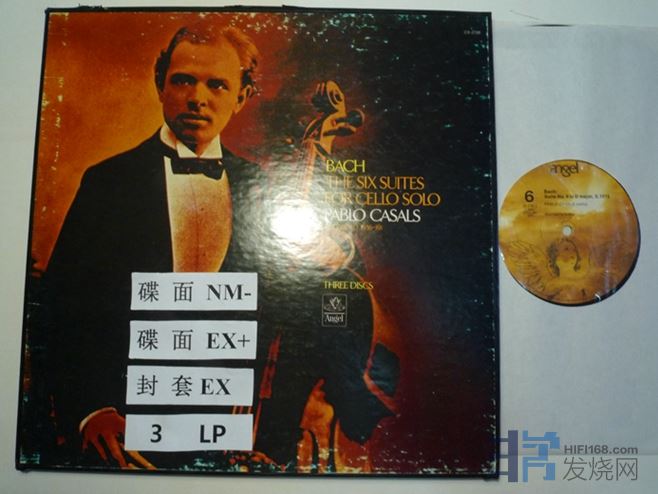 BACH
THE SIX SUITES
FOR CELLO SOLO
PABLO CASALS
THREE DISCS
Angel
碟 面 NM-
碟 面 EX+
封 套 EX
3 LP
angel
6
Bach:
HIFI168.com
发烧网